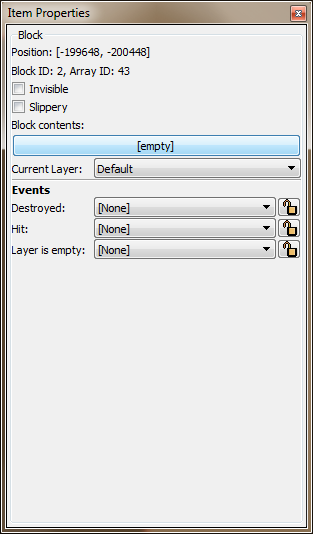 Item Properties
Block
Position: [-199648, -200448]
Block ID: 2, Array ID: 43
Invisible
Slippery
Block contents:
[empty]
Current Layer: Default
Events
Destroyed: [None]
Hit: [None]
Layer is empty: [None]